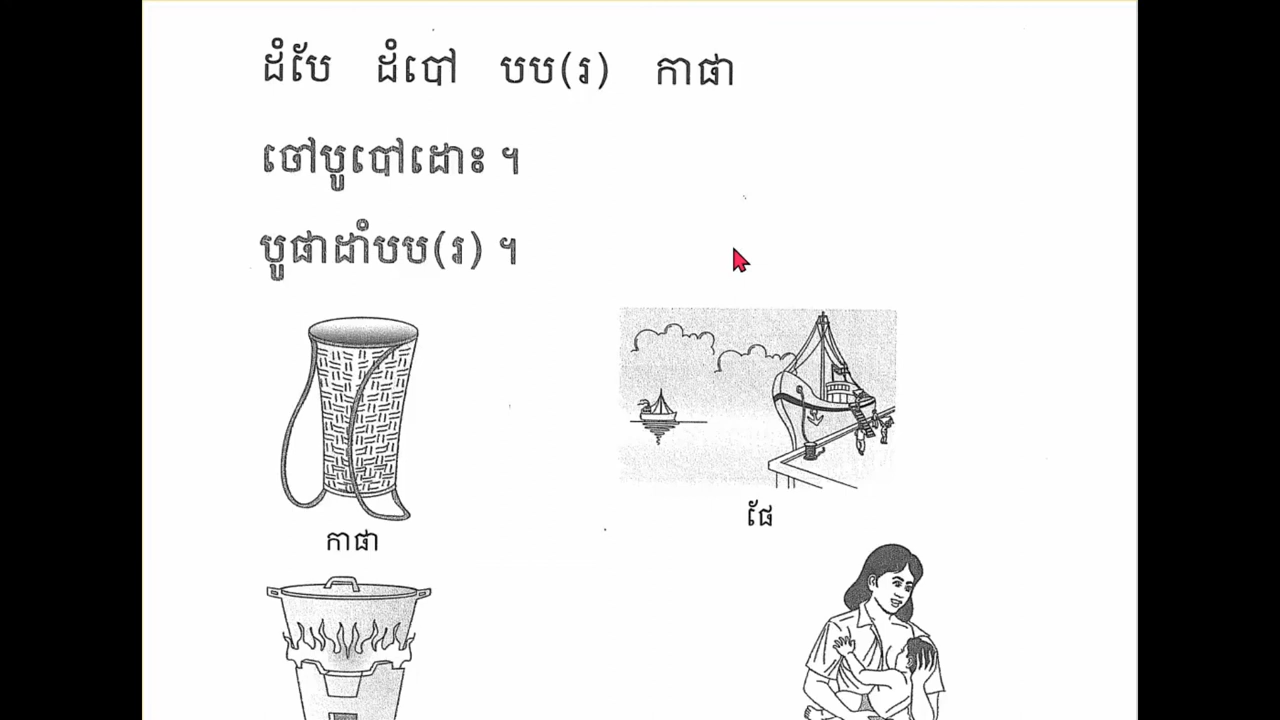 ដំបែ ដំបៅ បប(រ) កាផា
ចៅបូបៅដោះ ។
បូផាដាំបប(រ) ។
កាផា
ផែ